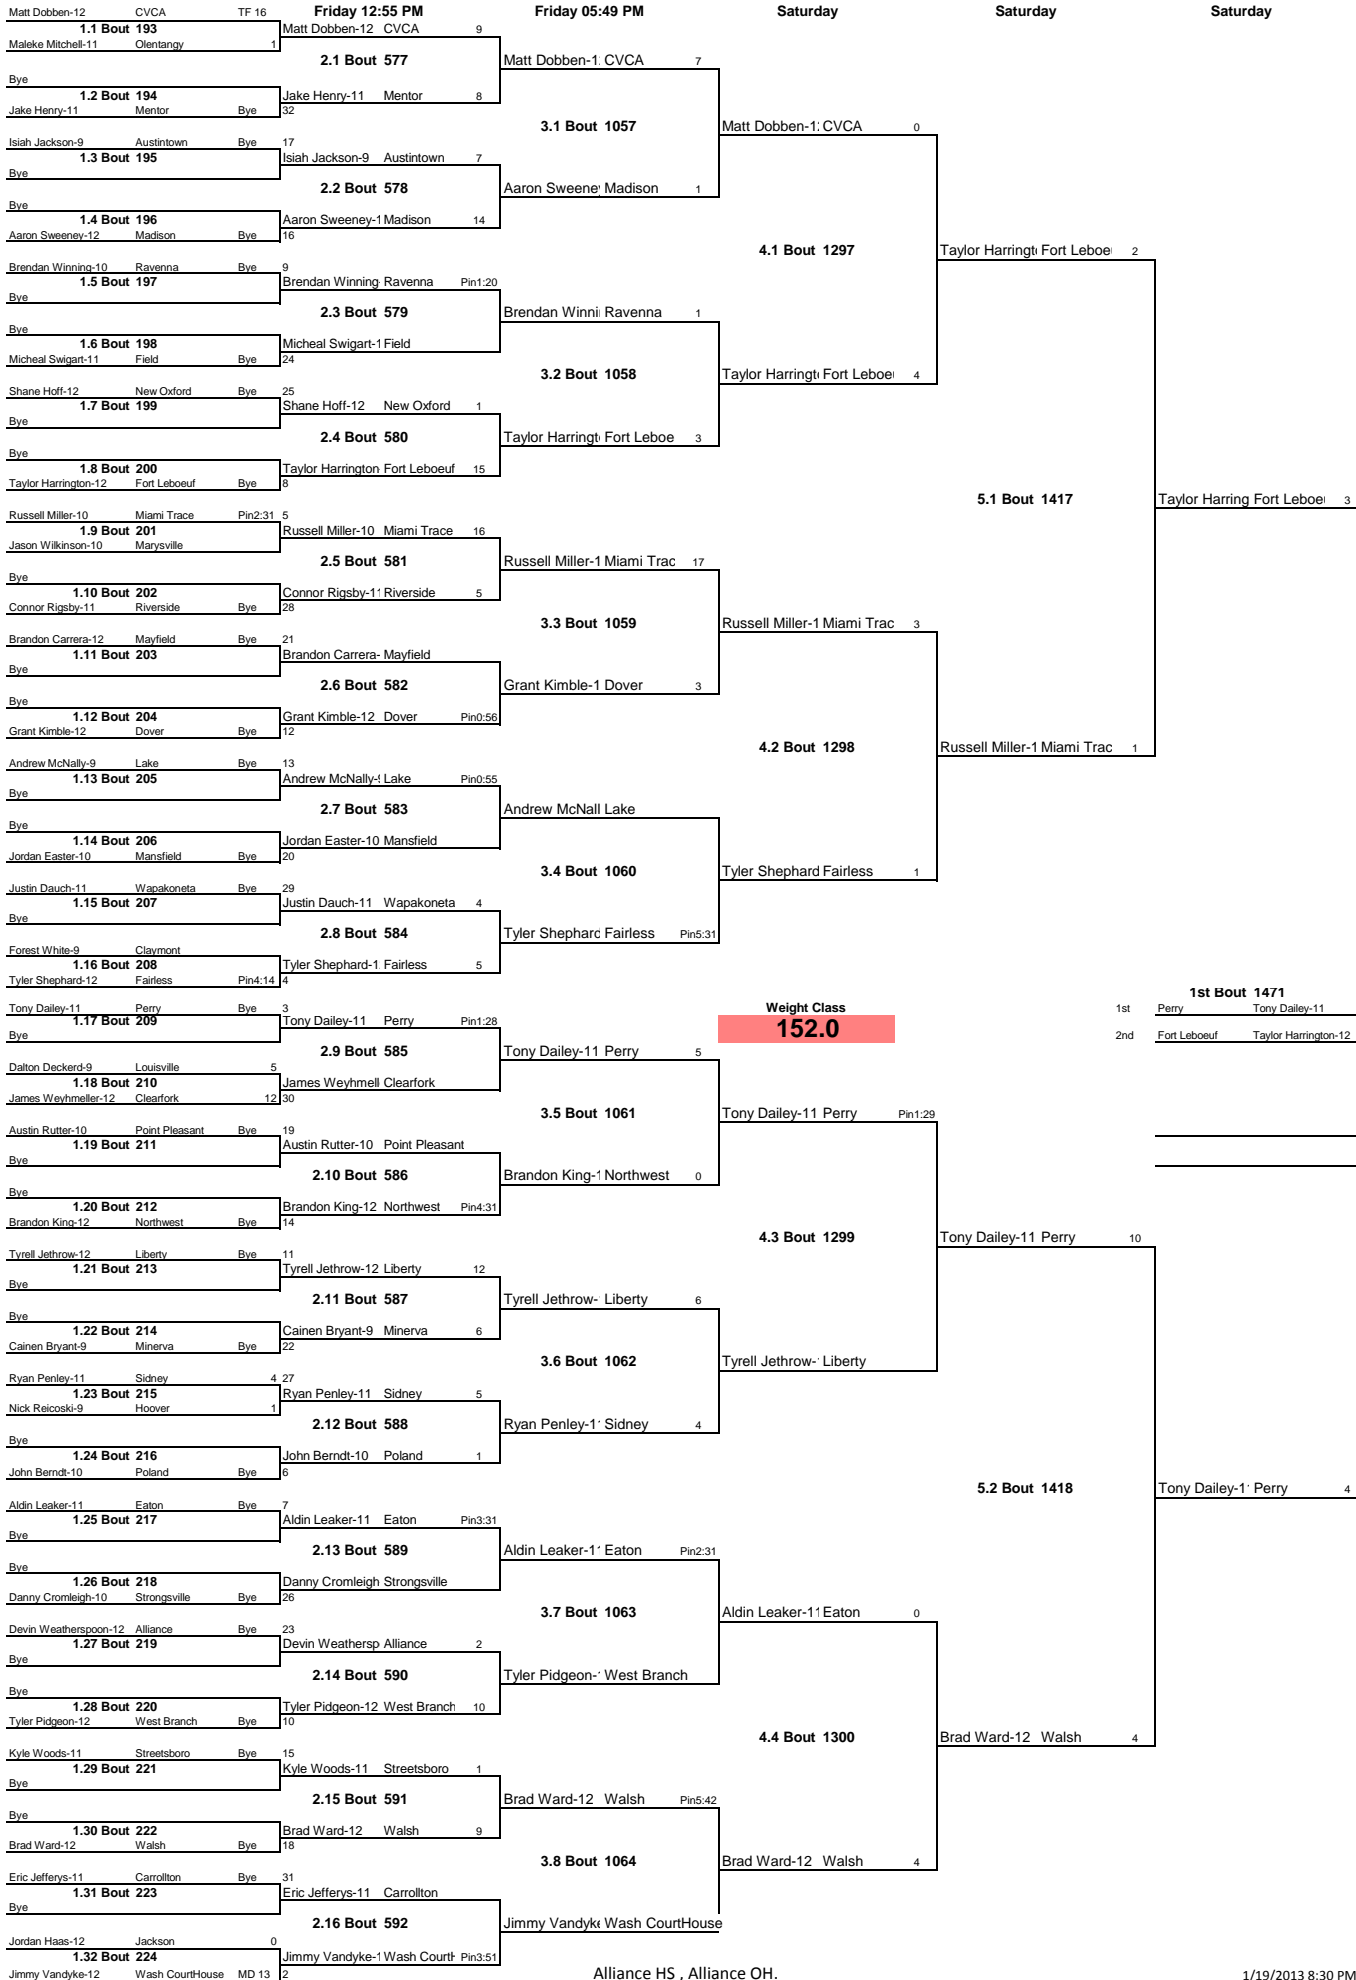 Matt Dobben-12 CVCA TF 16 Friday 12:55 PM Friday 05:49 PM Saturday Saturday Saturday
1.1 Bout 193 Matt Dobben-12 CVCA 9
Maleke Mitchell-11 Olentangy 1
2.1 Bout 577 Matt Dobben-1 CVCA 7
Bye
1.2 Bout 194 Jake Henry-11 Mentor 8
Jake Henry-11 Mentor Bye 32
3.1 Bout 1057 Matt Dobben-1 CVCA 0
Isiah Jackson-9 Austintown Bye 17
1.3 Bout 195 Isiah Jackson-9 Austintown 7
Bye
2.2 Bout 578 Aaron Sweene Madison 1
Bye
1.4 Bout 196 Aaron Sweeney-1 Madison 14
Aaron Sweeney-12 Madison Bye 16
4.1 Bout 1297 Taylor Harringt Fort Leboe 2
Brendan Winning-10 Ravenna Bye 9
1.5 Bout 197 Brendan Winning Ravenna Pin1:20
Bye
2.3 Bout 579 Brendan Winni Ravenna 1
Bye
1.6 Bout 198 Micheal Swigart-1 Field
Micheal Swigart-11 Field Bye 24
3.2 Bout 1058 Taylor Harringt Fort Leboe 4
Shane Hoff-12 New Oxford Bye 25
1.7 Bout 199 Shane Hoff-12 New Oxford 1
Bye
2.4 Bout 580 Taylor Harringt Fort Leboe 3
Bye
1.8 Bout 200 Taylor Harrington Fort Leboeuf 15
Taylor Harrington-12 Fort Leboeuf Bye 8
5.1 Bout 1417 Taylor Harring Fort Leboe 3
Russell Miller-10 Miami Trace Pin2:31 5
1.9 Bout 201 Russell Miller-10 Miami Trace 16
Jason Wilkinson-10 Marysville
2.5 Bout 581 Russell Miller-1 Miami Trac 17
Bye
1.10 Bout 202 Connor Rigsby-11 Riverside 5
Connor Rigsby-11 Riverside Bye 28
3.3 Bout 1059 Russell Miller-1 Miami Trac 3
Brandon Carrera-12 Mayfield Bye 21
1.11 Bout 203 Brandon Carrera- Mayfield
Bye
2.6 Bout 582 Grant Kimble-1 Dover 3
Bye
1.12 Bout 204 Grant Kimble-12 Dover Pin0:56
Grant Kimble-12 Dover Bye 12
4.2 Bout 1298 Russell Miller-1 Miami Trac 1
Andrew McNally-9 Lake Bye 13
1.13 Bout 205 Andrew McNally-9 Lake Pin0:55
Bye
2.7 Bout 583 Andrew McNall Lake
Bye
1.14 Bout 206 Jordan Easter-10 Mansfield
Jordan Easter-10 Mansfield Bye 20
3.4 Bout 1060 Tyler Shephard Fairless 1
Justin Dauch-11 Wapakoneta Bye 29
1.15 Bout 207 Justin Dauch-11 Wapakoneta 4
Bye
2.8 Bout 584 Tyler Shephard Fairless Pin5:31
Forest White-9 Claymont
1.16 Bout 208 Tyler Shephard-1 Fairless 5
Tyler Shephard-12 Fairless Pin4:14 4
1st Bout 1471
Tony Dailey-11 Perry Bye 3 Weight Class 1st Perry Tony Dailey-11
1.17 Bout 209 Tony Dailey-11 Perry Pin1:28 152.0
Bye 2nd Fort Leboeuf Taylor Harrington-12
2.9 Bout 585 Tony Dailey-11 Perry 5
Dalton Deckerd-9 Louisville 5
1.18 Bout 210 James Weyhmell Clearfork
James Weyhmeller-12 Clearfork 12 30
3.5 Bout 1061 Tony Dailey-11 Perry Pin1:29
Austin Rutter-10 Point Pleasant Bye 19
1.19 Bout 211 Austin Rutter-10 Point Pleasant
Bye
2.10 Bout 586 Brandon King-1 Northwest 0
Bye
1.20 Bout 212 Brandon King-12 Northwest Pin4:31
Brandon King-12 Northwest Bye 14
4.3 Bout 1299 Tony Dailey-11 Perry 10
Tyrell Jethrow-12 Liberty Bye 11
1.21 Bout 213 Tyrell Jethrow-12 Liberty 12
Bye
2.11 Bout 587 Tyrell Jethrow- Liberty 6
Bye
1.22 Bout 214 Cainen Bryant-9 Minerva 6
Cainen Bryant-9 Minerva Bye 22
3.6 Bout 1062 Tyrell Jethrow- Liberty
Ryan Penley-11 Sidney 4 27
1.23 Bout 215 Ryan Penley-11 Sidney 5
Nick Reicoski-9 Hoover 1
2.12 Bout 588 Ryan Penley-1 Sidney 4
Bye
1.24 Bout 216 John Berndt-10 Poland 1
John Berndt-10 Poland Bye 6
5.2 Bout 1418 Tony Dailey-1 Perry 4
Aldin Leaker-11 Eaton Bye 7
1.25 Bout 217 Aldin Leaker-11 Eaton Pin3:31
Bye
2.13 Bout 589 Aldin Leaker-11 Eaton Pin2:31
Bye
1.26 Bout 218 Danny Cromleigh Strongsville
Danny Cromleigh-10 Strongsville Bye 26
3.7 Bout 1063 Aldin Leaker-11 Eaton 0
Devin Weatherspoon-12 Alliance Bye 23
1.27 Bout 219 Devin Weathersp Alliance 2
Bye
2.14 Bout 590 Tyler Pidgeon- West Branch
Bye
1.28 Bout 220 Tyler Pidgeon-12 West Branch 10
Tyler Pidgeon-12 West Branch Bye 10
4.4 Bout 1300 Brad Ward-12 Walsh 4
Kyle Woods-11 Streetsboro Bye 15
1.29 Bout 221 Kyle Woods-11 Streetsboro 1
Bye
2.15 Bout 591 Brad Ward-12 Walsh Pin5:42
Bye
1.30 Bout 222 Brad Ward-12 Walsh 9
Brad Ward-12 Walsh Bye 18
3.8 Bout 1064 Brad Ward-12 Walsh 4
Eric Jefferys-11 Carrollton Bye 31
1.31 Bout 223 Eric Jefferys-11 Carrollton
Bye
2.16 Bout 592 Jimmy Vandyke Wash CourtHouse
Jordan Haas-12 Jackson 0
1.32 Bout 224 Jimmy Vandyke-1 Wash CourtH Pin3:51
Jimmy Vandyke-12 Wash CourtHouse MD 13 2
Alliance HS , Alliance OH. 1/19/2013 8:30 PM